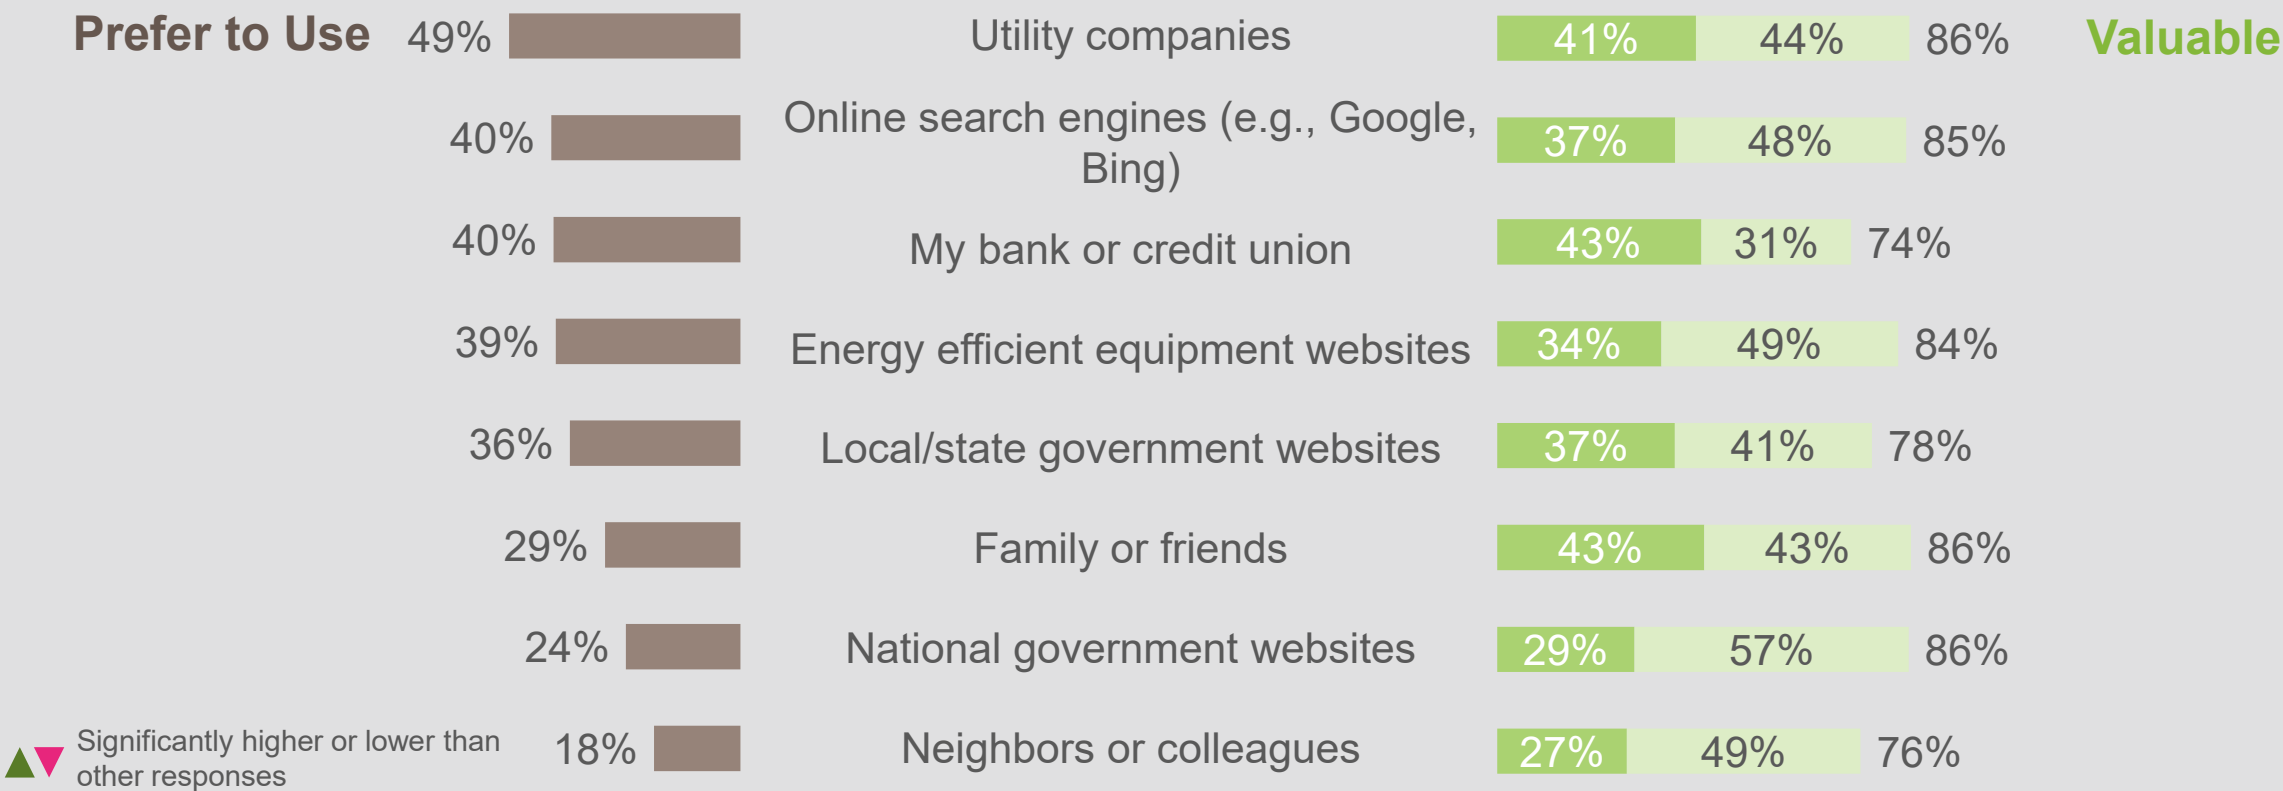 Prefer to Use 49% Utility companies 41% 44% 86% Valuable
40% Online search engines (e.g., Google,
Bing) 37% 48% 85%
40% My bank or credit union 43% 31% 74%
39% Energy efficient equipment websites 34% 49% 84%
36% Local/state government websites 37% 41% 78%
29% Family or friends 43% 43% 86%
24% National government websites 29% 57% 86%
18% Neighbors or colleagues 27% 49% 76%
Significantly higher or lower than
other responses